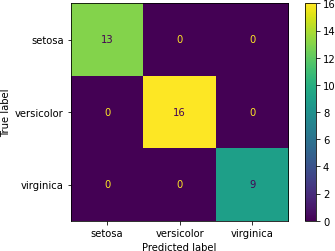 setosa 13 0 0
versicolor 0 16 0
virginica 0 0 9
setosa versicolor virginica
Predicted label
True label
16
14
12
10
8
6
4
2
0